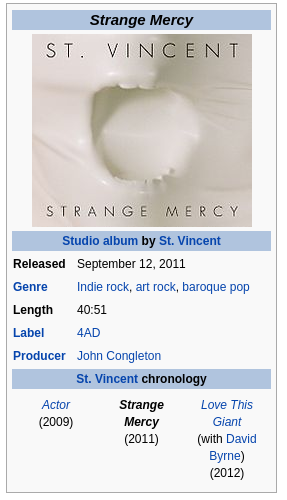 Strange Mercy
ST. VINCENT
STRANGE MERCY
Studio album by St. Vincent
Released September 12, 2011
Genre Indie rock, art rock, baroque pop
Length 40:51
Label 4AD
Producer John Congleton
St. Vincent chronology
Actor
(2009)
Strange
Mercy
(2011)
Love This
Giant
(with David
Byrne)
(2012)